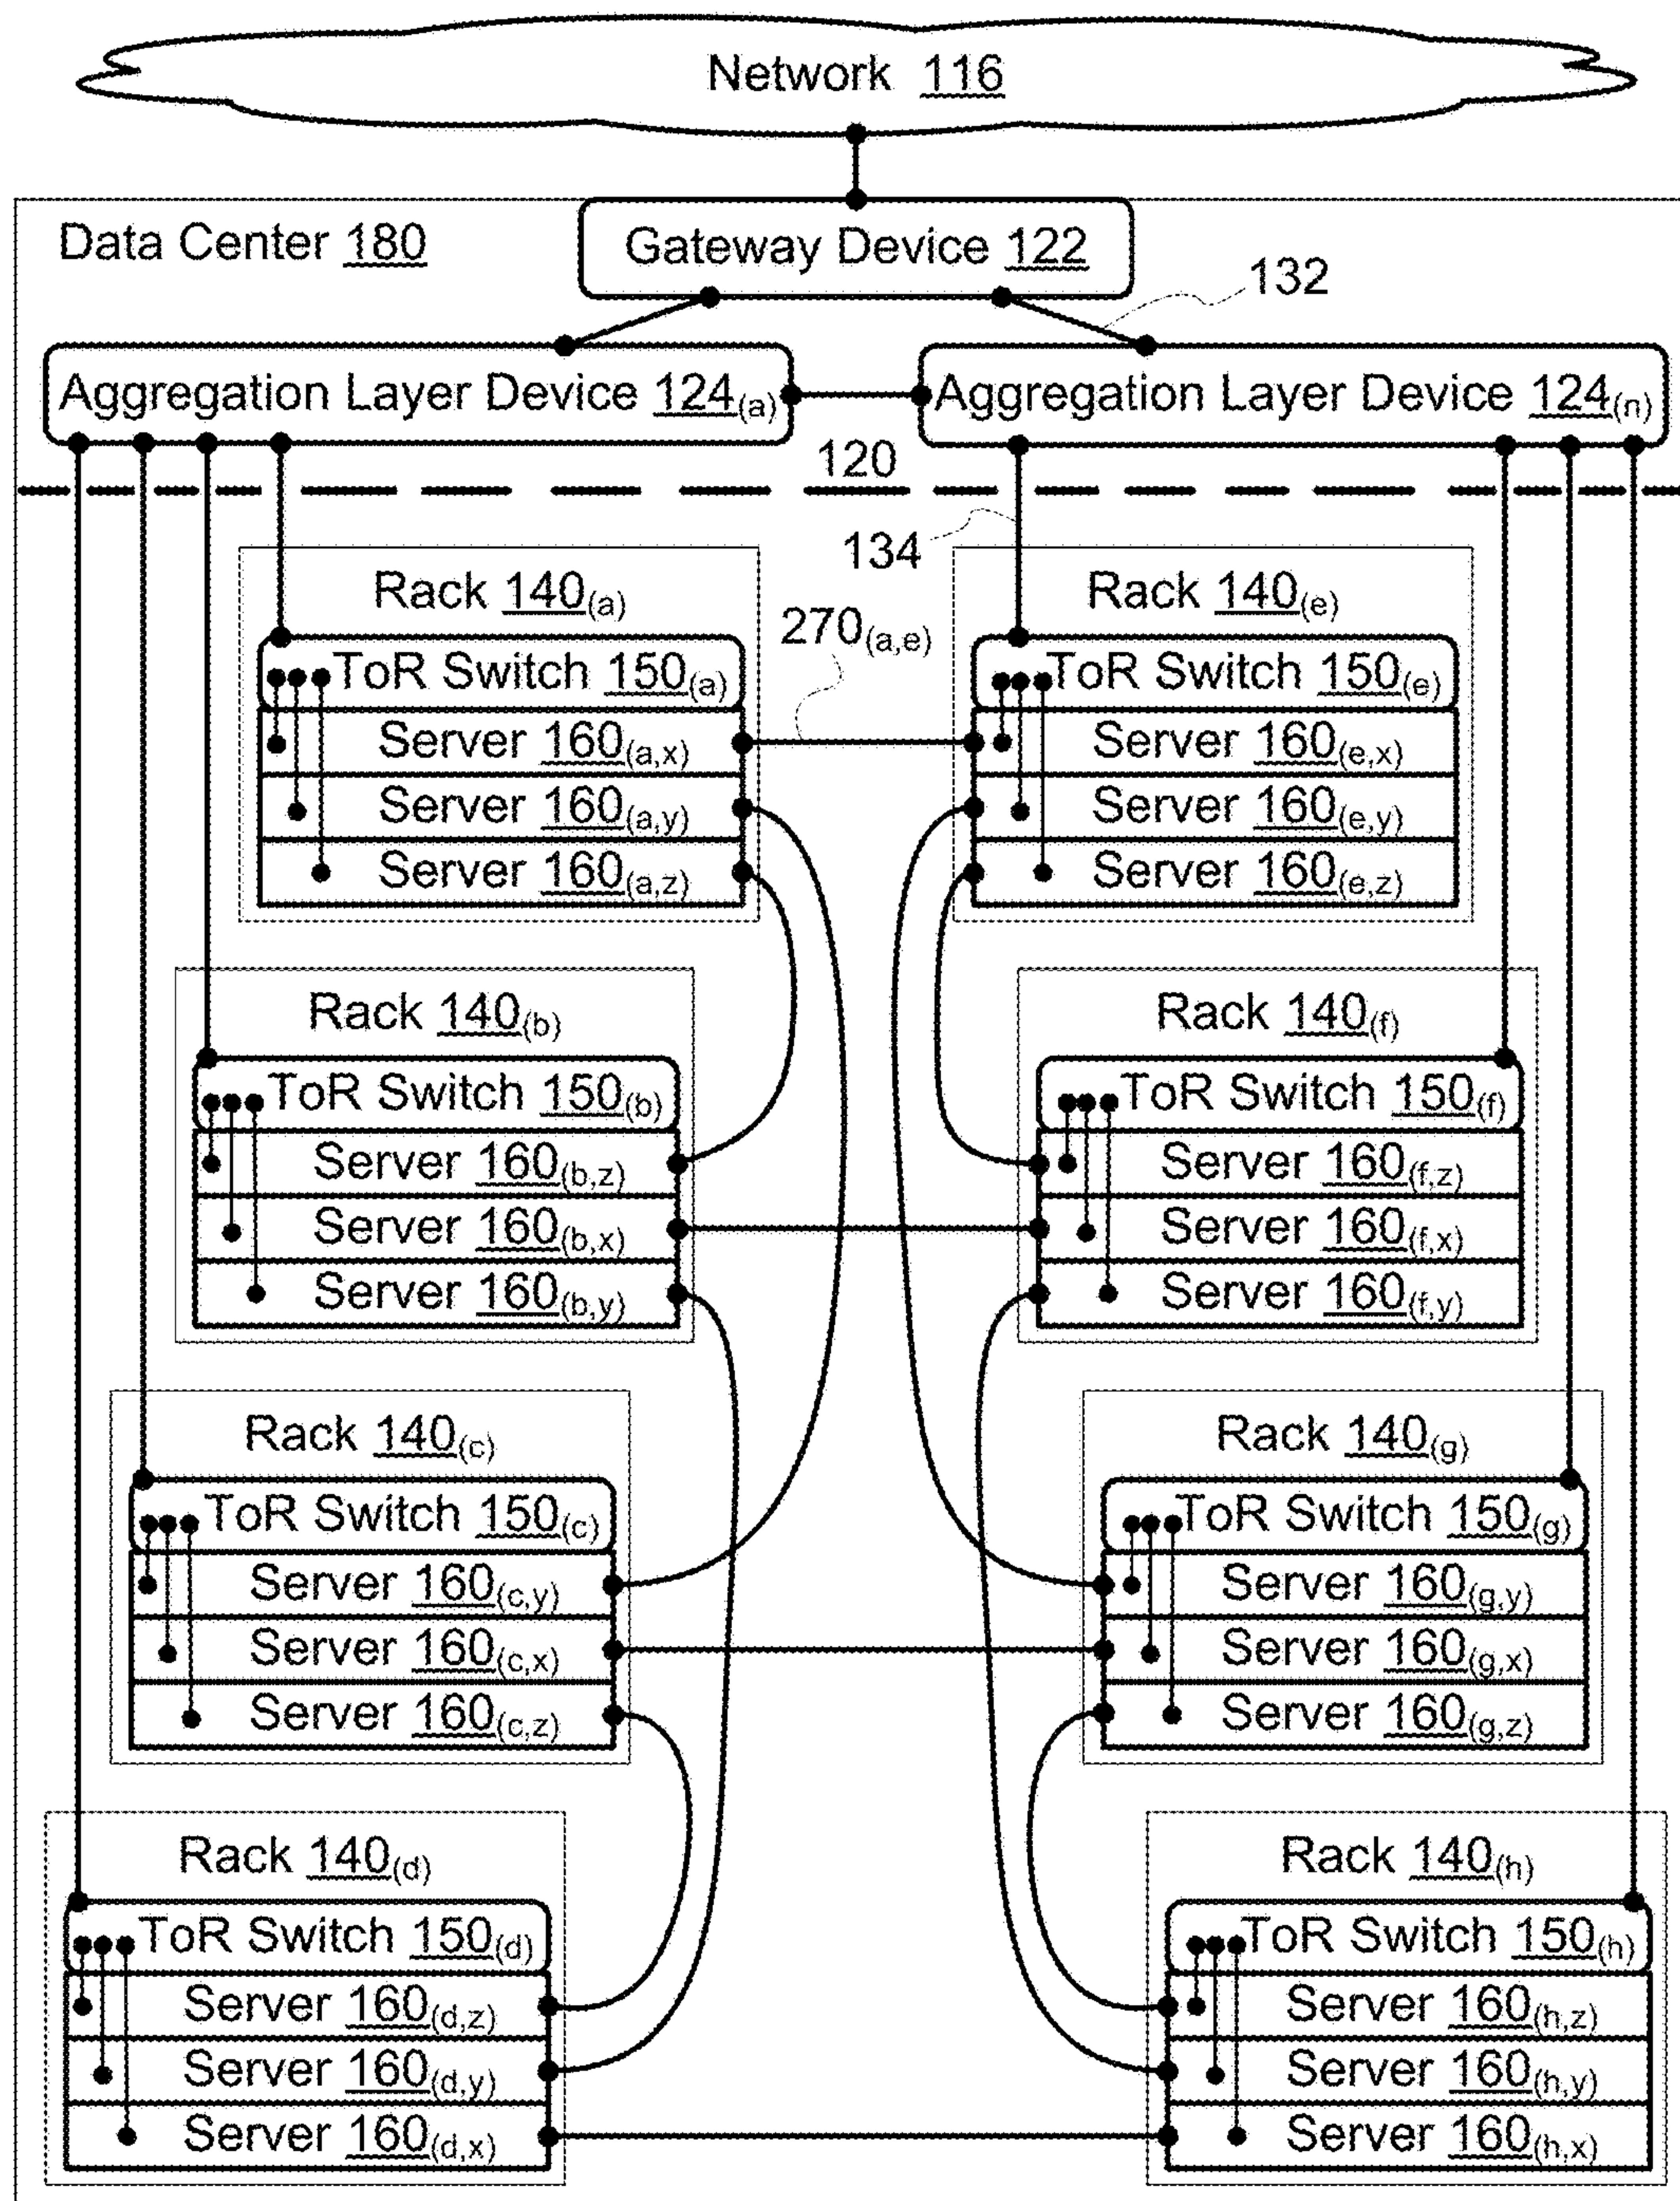 Network 116
Data Center 180
Gateway Device 122
132
Aggregation Layer Device 124(a)
Aggregation Layer Device 124(n)
120
134
Rack 140(a)
Rack 140(e)
270(a,e)
ToR Switch 150(a)
Server 160(a,x)
Server 160(a,y)
Server 160(a,z)
ToR Switch 150(e)
Server 160(e,x)
Server 160(e,y)
Server 160(e,z)
Rack 140(b)
ToR Switch 150(b)
Server 160(b,z)
Server 160(b,x)
Server 160(b,y)
Rack 140(f)
ToR Switch 150(f)
Server 160(f,z)
Server 160(f,x)
Server 160(f,y)
Rack 140(c)
ToR Switch 150(c)
Server 160(c,y)
Server 160(c,x)
Server 160(c,z)
Rack 140(g)
ToR Switch 150(g)
Server 160(g,y)
Server 160(g,x)
Server 160(g,z)
Rack 140(d)
ToR Switch 150(d)
Server 160(d,z)
Server 160(d,y)
Server 160(d,x)
Rack 140(h)
ToR Switch 150(h)
Server 160(h,z)
Server 160(h,y)
Server 160(h,x)